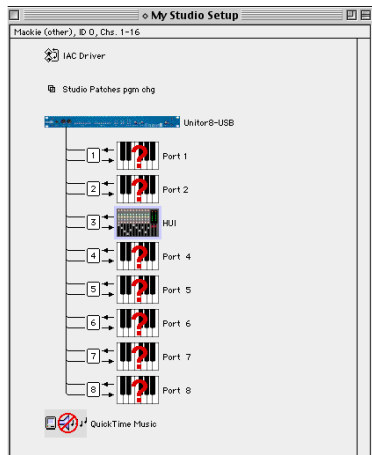 My Studio Setup
Mackie (other), ID 0, Chs. 1-16
IAC Driver
Studio Patches pgm chg
Unitor8-USB
1 Port 1
2 Port 2
3 HUI
4 Port 4
5 Port 5
6 Port 6
7 Port 7
8 Port 8
QuickTime Music